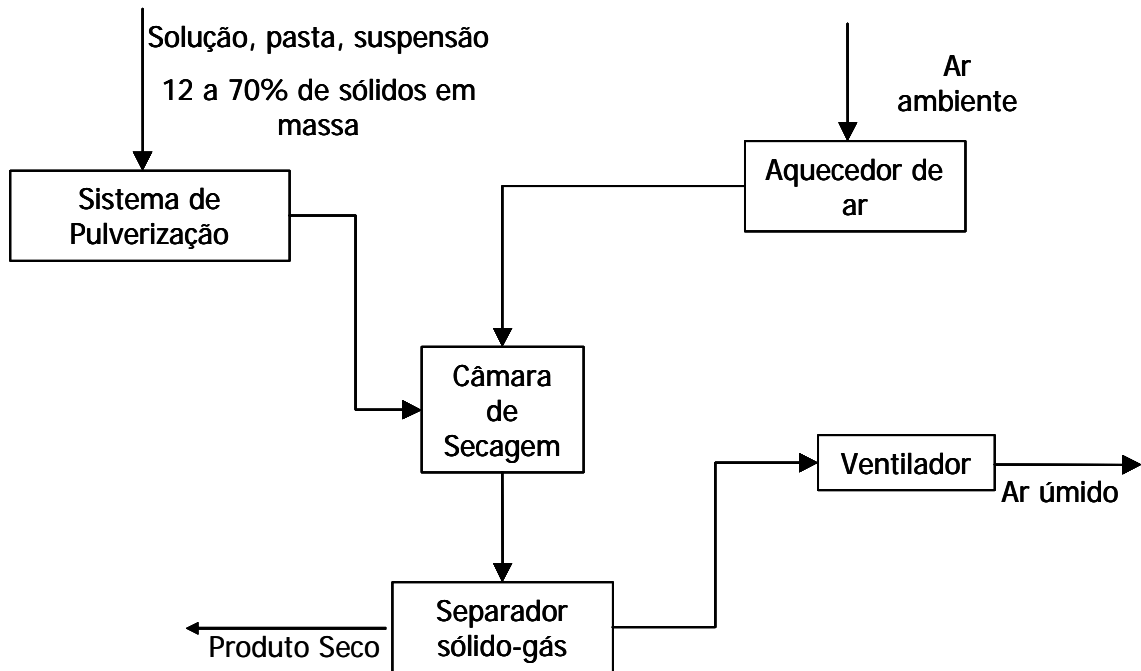 Solução, pasta, suspensão
12 a 70% de sólidos em
massa
Ar
ambiente
Sistema de
Pulverização
Aquecedor de
ar
Câmara
de
Secagem
Ventilador
Ar úmido
Separador
sólido-gás
Produto Seco